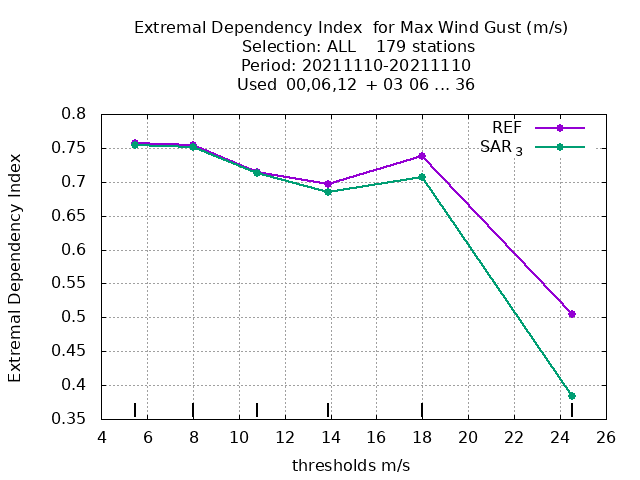 Extremal Dependency Index  for Max Wind Gust (m/s)
Selection: ALL    179 stations
Period: 20211110-20211110
Used  00,06,12  + 03 06 ... 36
REF
SAR 3
0.8
0.75
0.7
0.65
0.6
0.55
0.5
0.45
0.4
0.35
Extremal Dependency Index
4 6 8 10 12 14 16 18 20 22 24 26
thresholds m/s